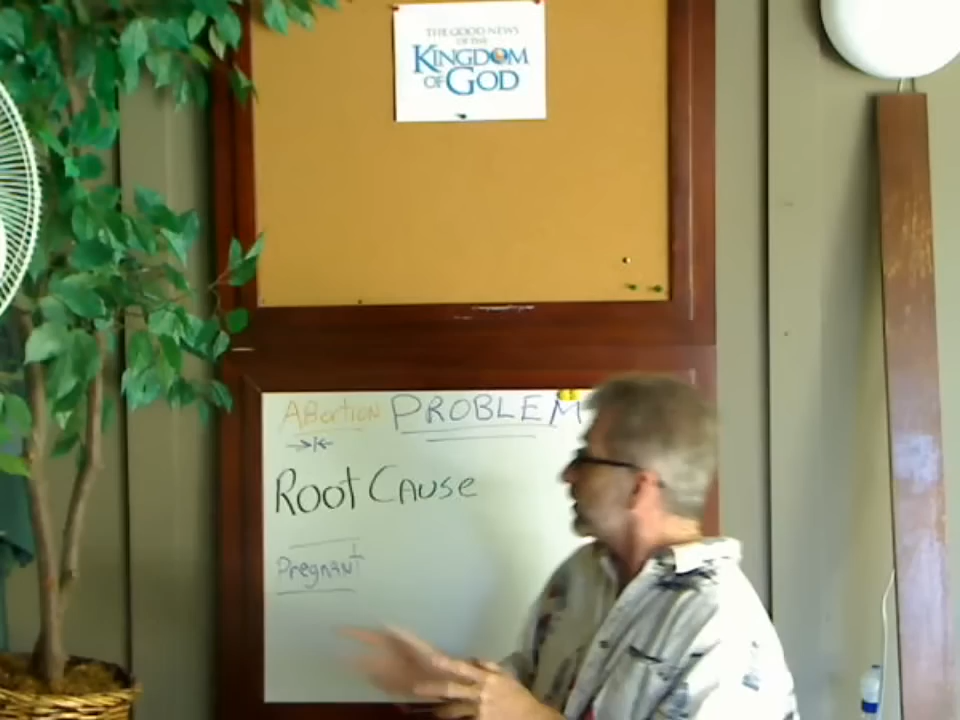 THE GOOD NEWS
OF THE
KINGDOM
OF GOD
ABortion PROBLEM
Root CAUSE
Pregnant